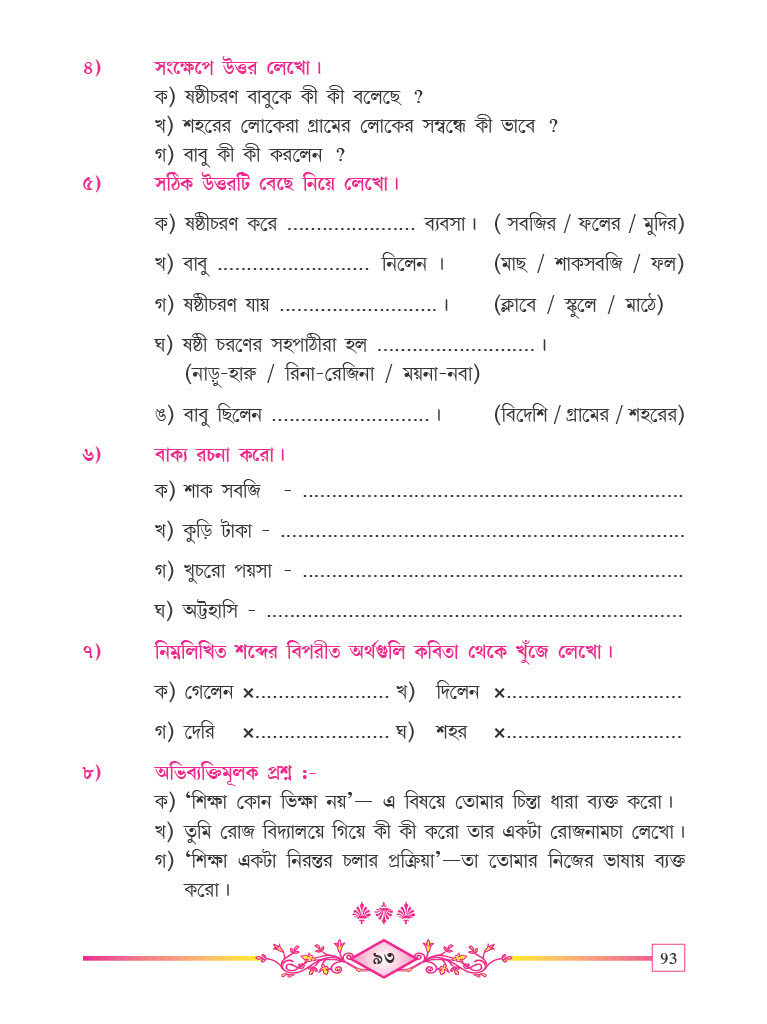 ৪) সংক্ষেপে উত্তর লেখো।
ক) ষষ্ঠীচরণ বাবুকে কী কী বলেছে ?
খ) শহরের লোকেরা গ্রামের লোকের সম্বন্ধে কী ভাবে ?
গ) বাবু কী কী করলেন ?
৫) সঠিক উত্তরটি বেছে নিয়ে লেখো।
ক) ষষ্ঠীচরণ করে ...................... ব্যবসা। ( সবজির / ফলের / মুদির)
খ) বাবু .......................... নিলেন । (মাছ / শাকসবজি / ফল)
গ) ষষ্ঠীচরণ যায় ........................... । (ক্লাবে / স্কুলে / মাঠে)
ঘ) ষষ্ঠী চরণের সহপাঠীরা হল ........................... ।
(নাড়ু-হারু / রিনা-রেজিনা / ময়না-নবা)
ঙ) বাবু ছিলেন ........................... । (বিদেশি / গ্রামের / শহরের)
৬) বাক্য রচনা করো।
ক) শাক সবজি - .................................................................
খ) কুড়ি টাকা - .....................................................................
গ) খুচরো পয়সা - .................................................................
ঘ) অট্টহাসি - .......................................................................
৭) নিম্নলিখিত শব্দের বিপরীত অর্থগুলি কবিতা থেকে খুঁজে লেখো।
ক) গেলেন ×....................... খ) দিলেন ×..............................
গ) দেরি ×....................... ঘ) শহর ×..............................
৮) অভিব্যক্তিমূলক প্রশ্ন :-
ক) ‘শিক্ষা কোন ভিক্ষা নয়’— এ বিষয়ে তোমার চিন্তা ধারা ব্যক্ত করো।
খ) তুমি রোজ বিদ্যালয়ে গিয়ে কী কী করো তার একটা রোজনামচা লেখো।
গ) ‘শিক্ষা একটা নিরন্তর চলার প্রক্রিয়া’—তা তোমার নিজের ভাষায় ব্যক্ত
করো।
৯৩ 93